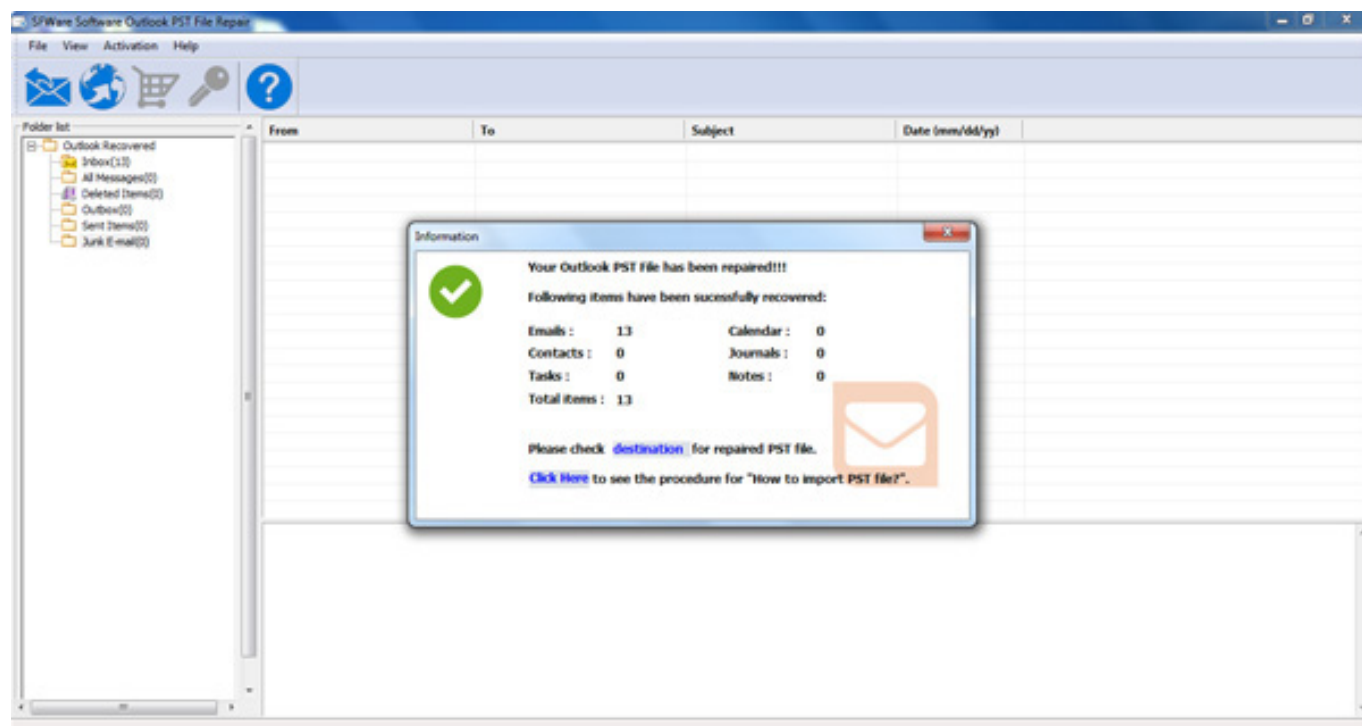 SFWare Software Outlook PST File Repair
File View Activation Help
Folder list
Outlook Recovered
Inbox(13)
All Messages(0)
Deleted Items(0)
Outbox(0)
Sent Items(0)
Junk E-mail(0)
From To Subject Date (mm/dd/yy)
Information
Your Outlook PST File has been repaired!!!
Following items have been sucessfully recovered:
Emails : 13 Calendar : 0
Contacts : 0 Journals : 0
Tasks : 0 Notes : 0
Total items : 13
Please check destination for repaired PST file.
Click Here to see the procedure for "How to import PST file?".